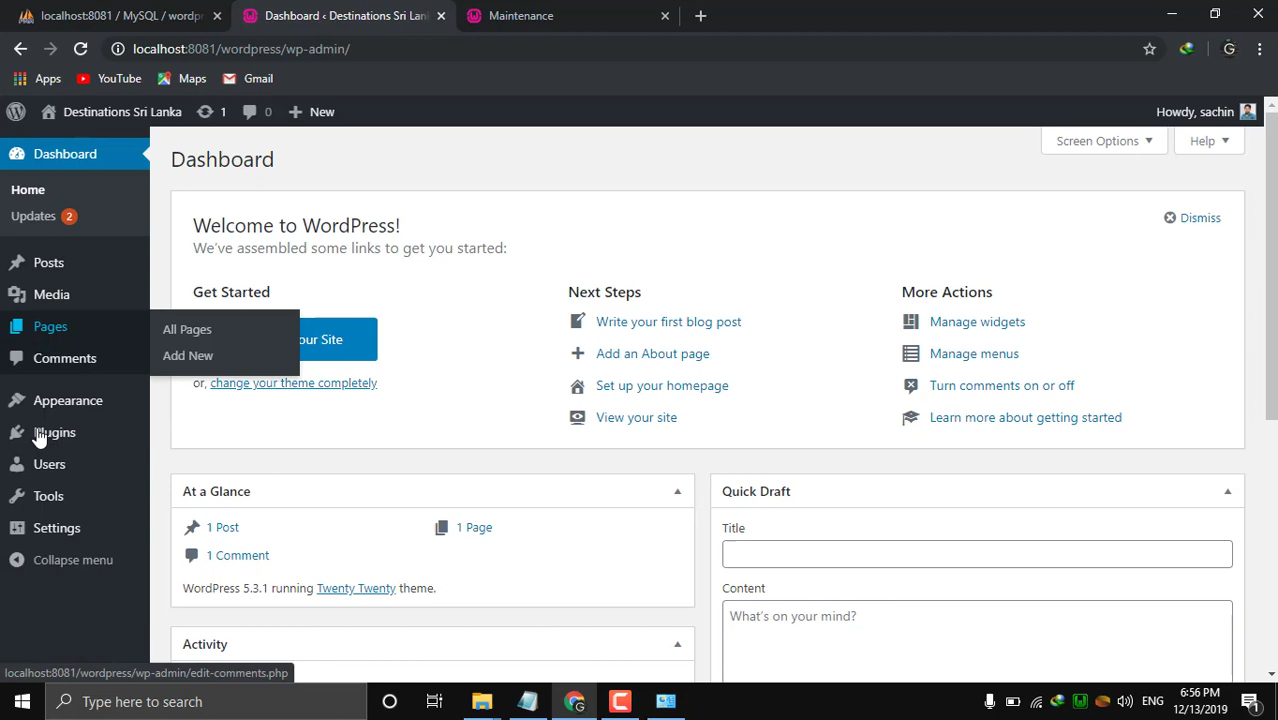 localhost:8081 / MySQL / wordpr
Dashboard ‹ Destinations Sri Lank
Maintenance
localhost:8081/wordpress/wp-admin/
Apps
YouTube
Maps
Gmail
Destinations Sri Lanka
1
0
New
Howdy, sachin
Dashboard
Home
Updates 2
Posts
Media
Pages
Comments
Appearance
Plugins
Users
Tools
Settings
Collapse menu
All Pages
Add New
Dashboard
Screen Options
Help
Welcome to WordPress!
We've assembled some links to get you started:
Dismiss
Get Started
our Site
or, change your theme completely
Next Steps
Write your first blog post
Add an About page
Set up your homepage
View your site
More Actions
Manage widgets
Manage menus
Turn comments on or off
Learn more about getting started
At a Glance
1 Post
1 Page
1 Comment
WordPress 5.3.1 running Twenty Twenty theme.
Activity
Quick Draft
Title
Content
What's on your mind?
localhost:8081/wordpress/wp-admin/edit-comments.php
Type here to search
ENG
6:56 PM
12/13/2019
1